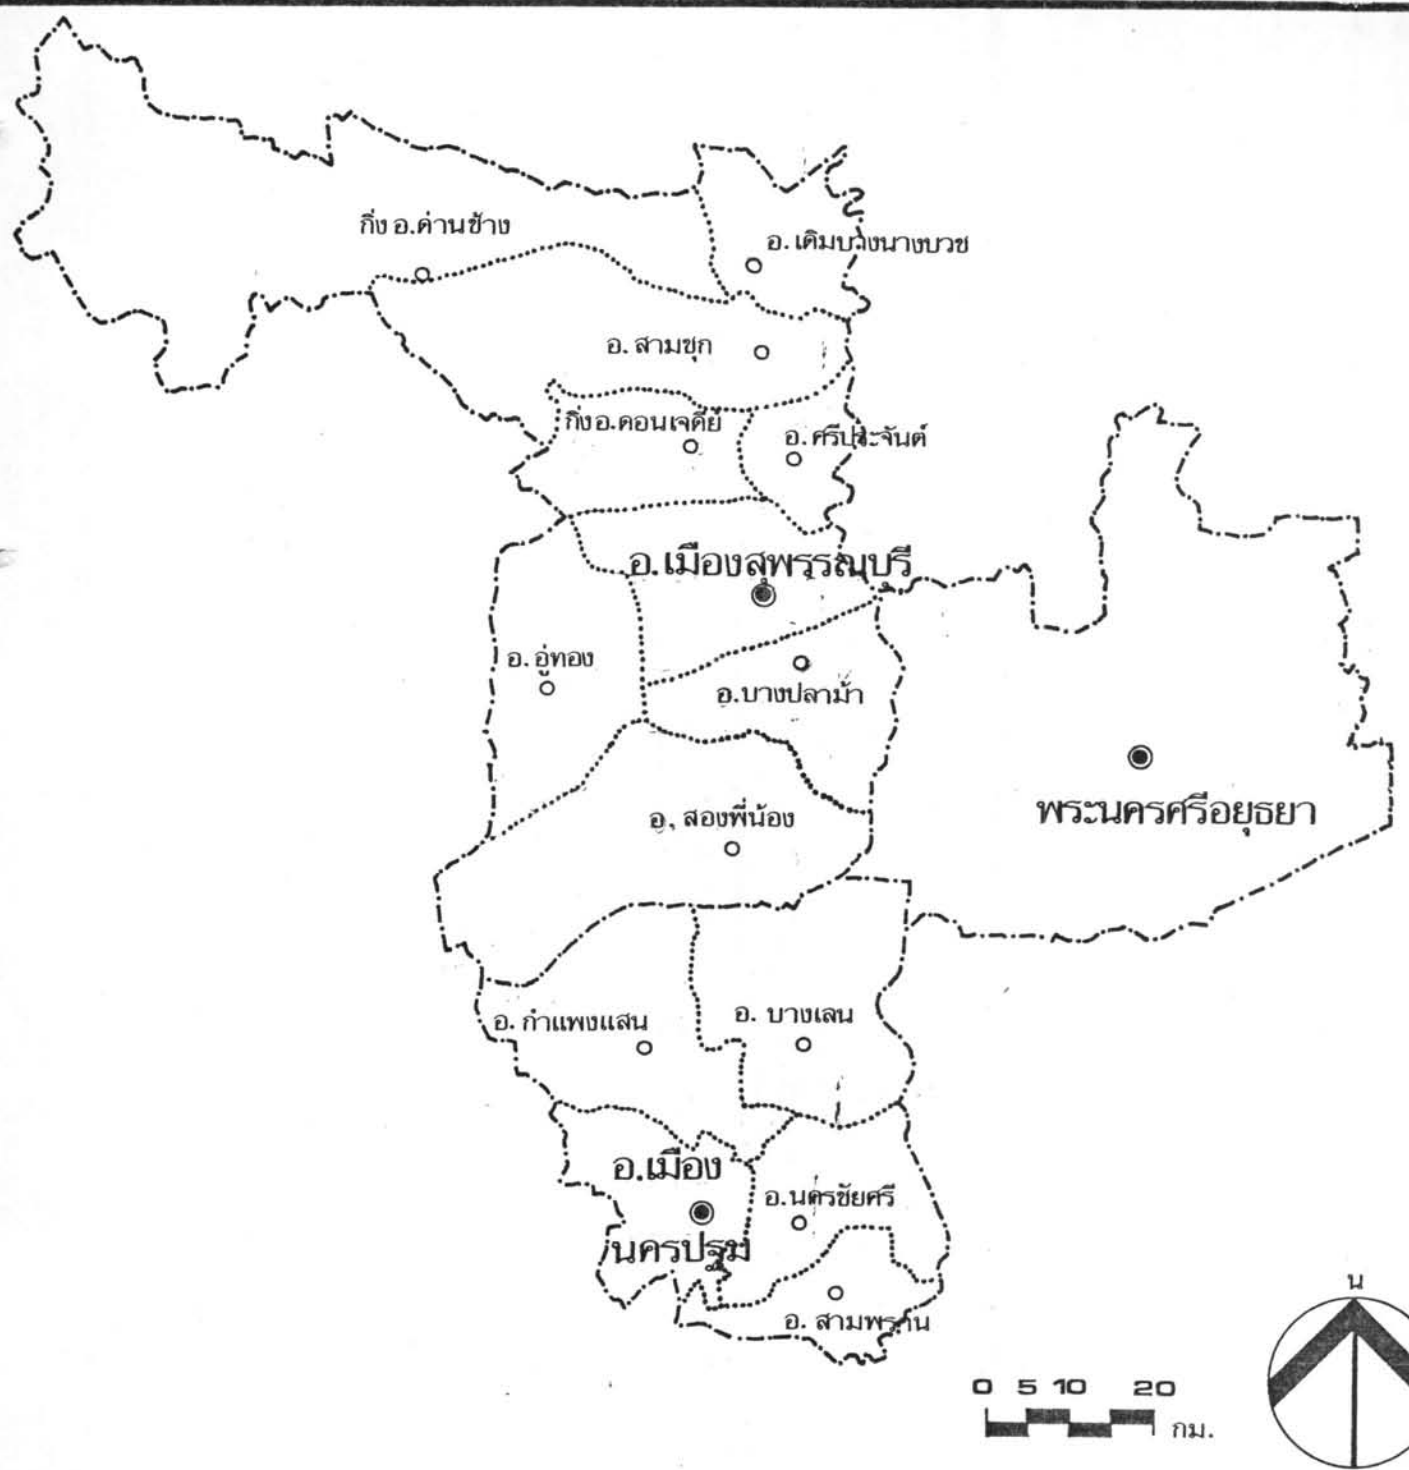 กิ่ง อ.ด่านช้าง
อ. เดิมบางนางบวช
อ. สามชุก
กิ่งอ.ดอนเจดีย์
อ. ศรีประจันต์
อ.เมืองสุพรรณบุรี
อ. อู่ทอง
อ.บางปลาม้า
พระนครศรีอยุธยา
อ. สองพี่น้อง
อ. กำแพงแสน
อ. บางเลน
อ.เมือง
นครปฐม
อ.นครชัยศรี
อ. สามพราน
น
0 5 10 20
กม.